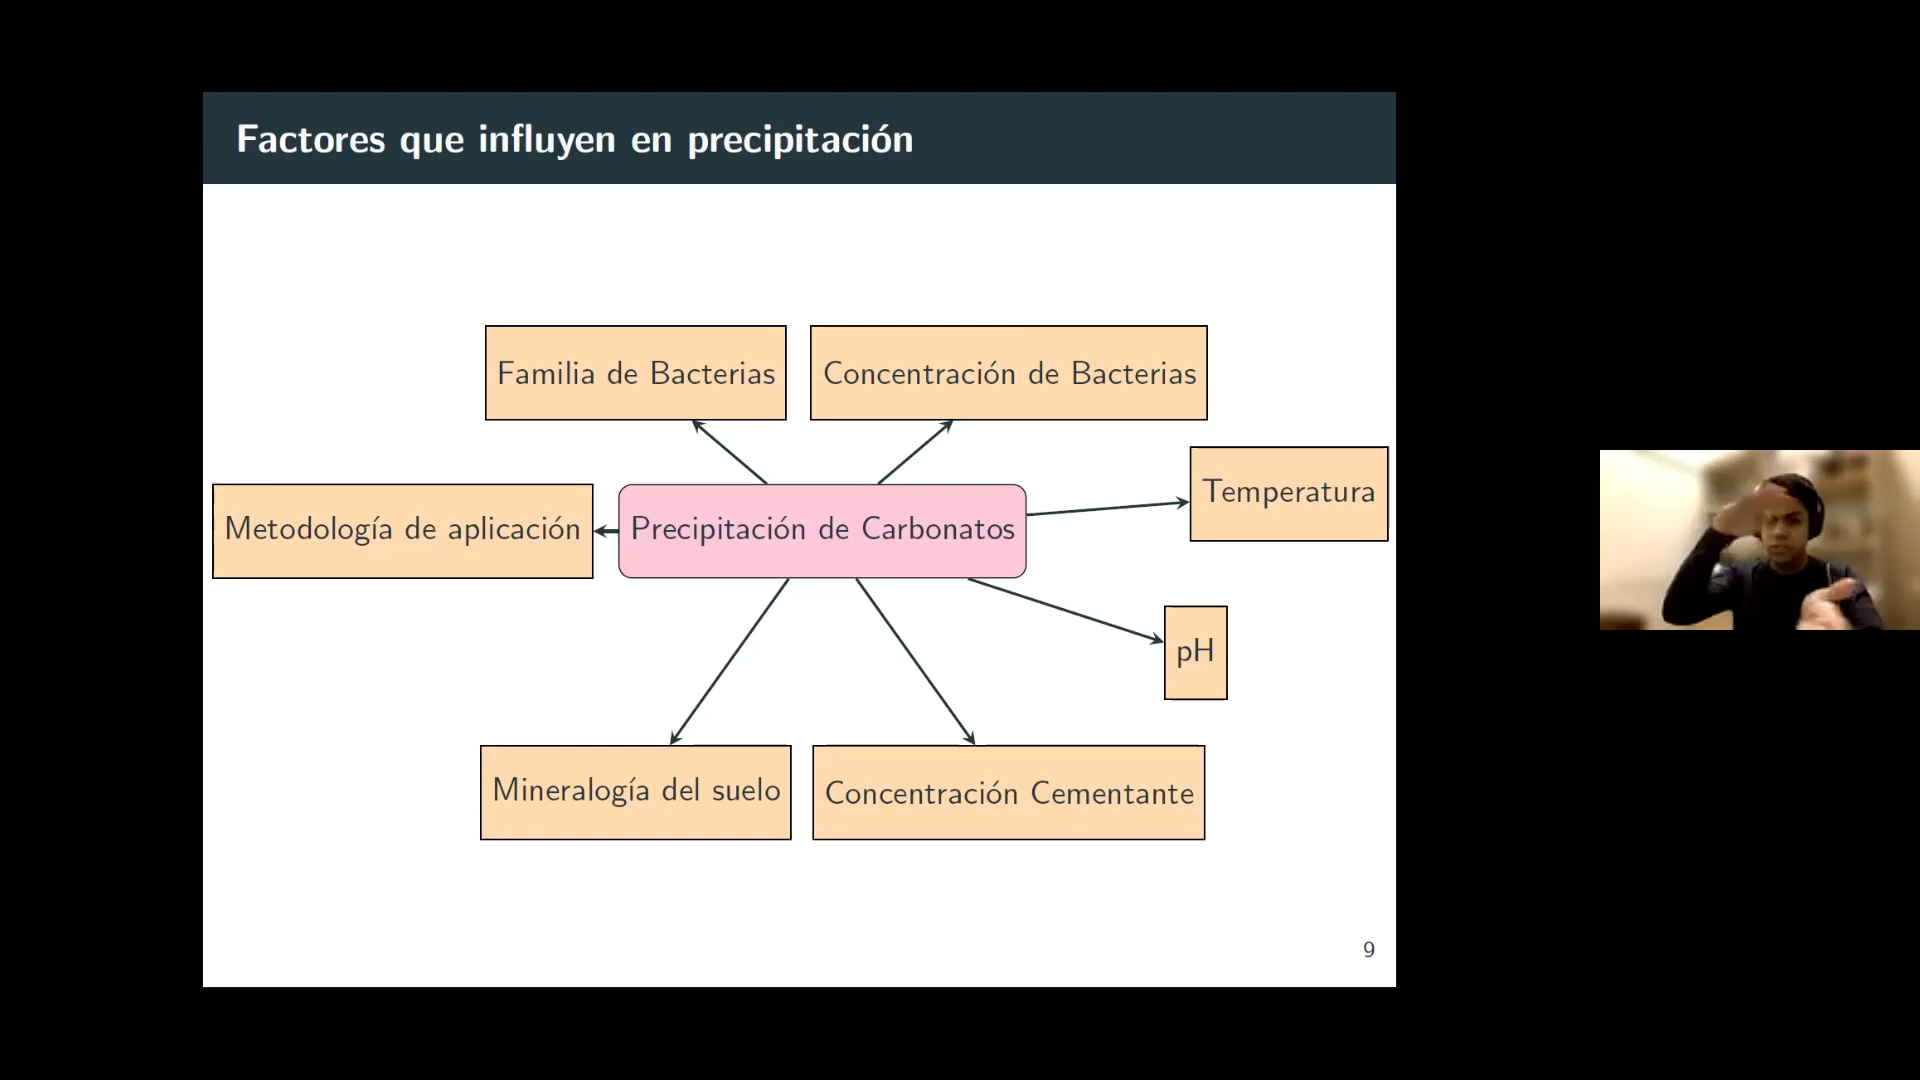 Factores que influyen en precipitación
Familia de Bacterias
Concentración de Bacterias
Temperatura
Metodología de aplicación
Precipitación de Carbonatos
pH
Mineralogía del suelo
Concentración Cementante
9